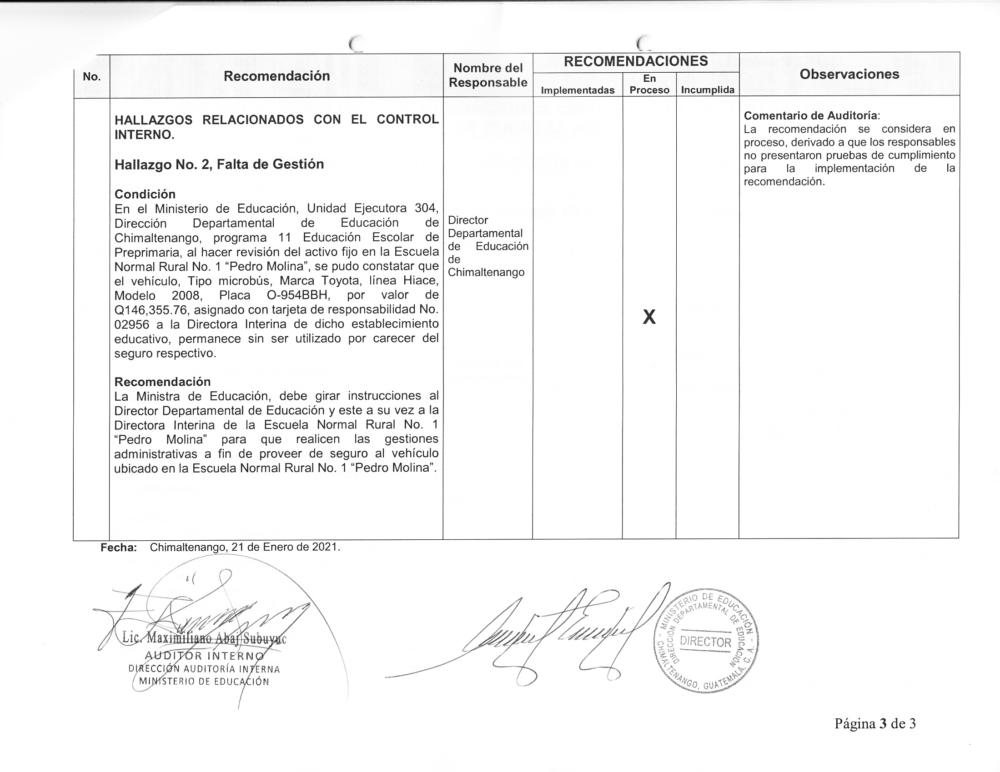 No.
Recomendación
Nombre del
Responsable
RECOMENDACIONES
Implementadas
En
Proceso
Incumplida
Observaciones
HALLAZGOS RELACIONADOS CON EL CONTROL
INTERNO.
Hallazgo No. 2, Falta de Gestión
Condición
En el Ministerio de Educación, Unidad Ejecutora 304,
Dirección Departamental de Educación de
Chimaltenango, programa 11 Educación Escolar de
Preprimaria, al hacer revisión del activo fijo en la Escuela
Normal Rural No. 1 “Pedro Molina”, se pudo constatar que
el vehículo, Tipo microbús, Marca Toyota, línea Hiace,
Modelo 2008, Placa O-954BBH, por valor de
Q146,355.76, asignado con tarjeta de responsabilidad No.
02956 a la Directora Interina de dicho establecimiento
educativo, permanece sin ser utilizado por carecer del
seguro respectivo.
Recomendación
La Ministra de Educación, debe girar instrucciones al
Director Departamental de Educación y este a su vez a la
Directora Interina de la Escuela Normal Rural No. 1
“Pedro Molina” para que realicen las gestiones
administrativas a fin de proveer de seguro al vehículo
ubicado en la Escuela Normal Rural No. 1 “Pedro Molina”.
Director
Departamental
de Educación
de
Chimaltenango
X
Comentario de Auditoría:
La recomendación se considera en
proceso, derivado a que los responsables
no presentaron pruebas de cumplimiento
para la implementación de la
recomendación.
Fecha: Chimaltenango, 21 de Enero de 2021.
Lic. Maximiliano Abaj Subuyuc
AUDITOR INTERNO
DIRECCIÓN AUDITORÍA INTERNA
MINISTERIO DE EDUCACIÓN
MINISTERIO DE EDUCACIÓN -
DIRECCIÓN DEPARTAMENTAL DE EDUCACIÓN
DIRECTOR
CHIMALTENANGO, GUATEMALA, C. A. -
Página 3 de 3